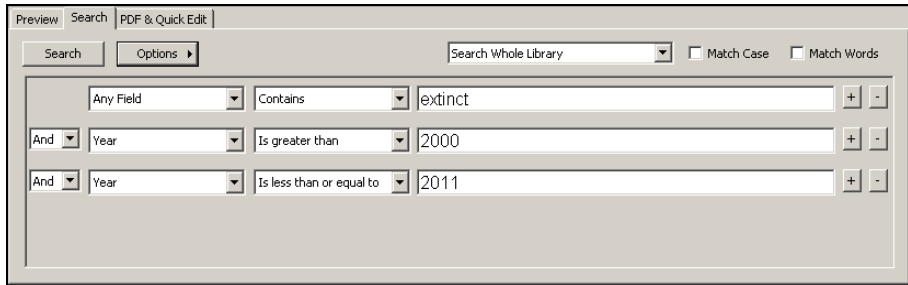 Preview Search PDF & Quick Edit
Search Options Search Whole Library Match Case Match Words
Any Field Contains extinct + -
And Year Is greater than 2000 + -
And Year Is less than or equal to 2011 + -